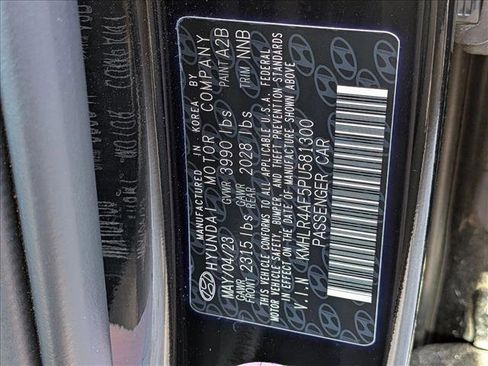 MANUFACTURED IN KOREA BY
HYUNDAI MOTOR COMPANY
MAY/04/23 GVWR 3990 lbs PAINT A2B
GAWR FRONT 2315 lbs GAWR REAR 2028 lbs TRIM NNB
THIS VEHICLE CONFORMS TO ALL APPLICABLE U.S.A. FEDERAL
MOTOR VEHICLE SAFETY, BUMPER, AND THEFT PREVENTION STANDARDS
IN EFFECT ON THE DATE OF MANUFACTURE SHOWN ABOVE.
V.I.N KMHLR4AF5PU581300
PASSENGER CAR